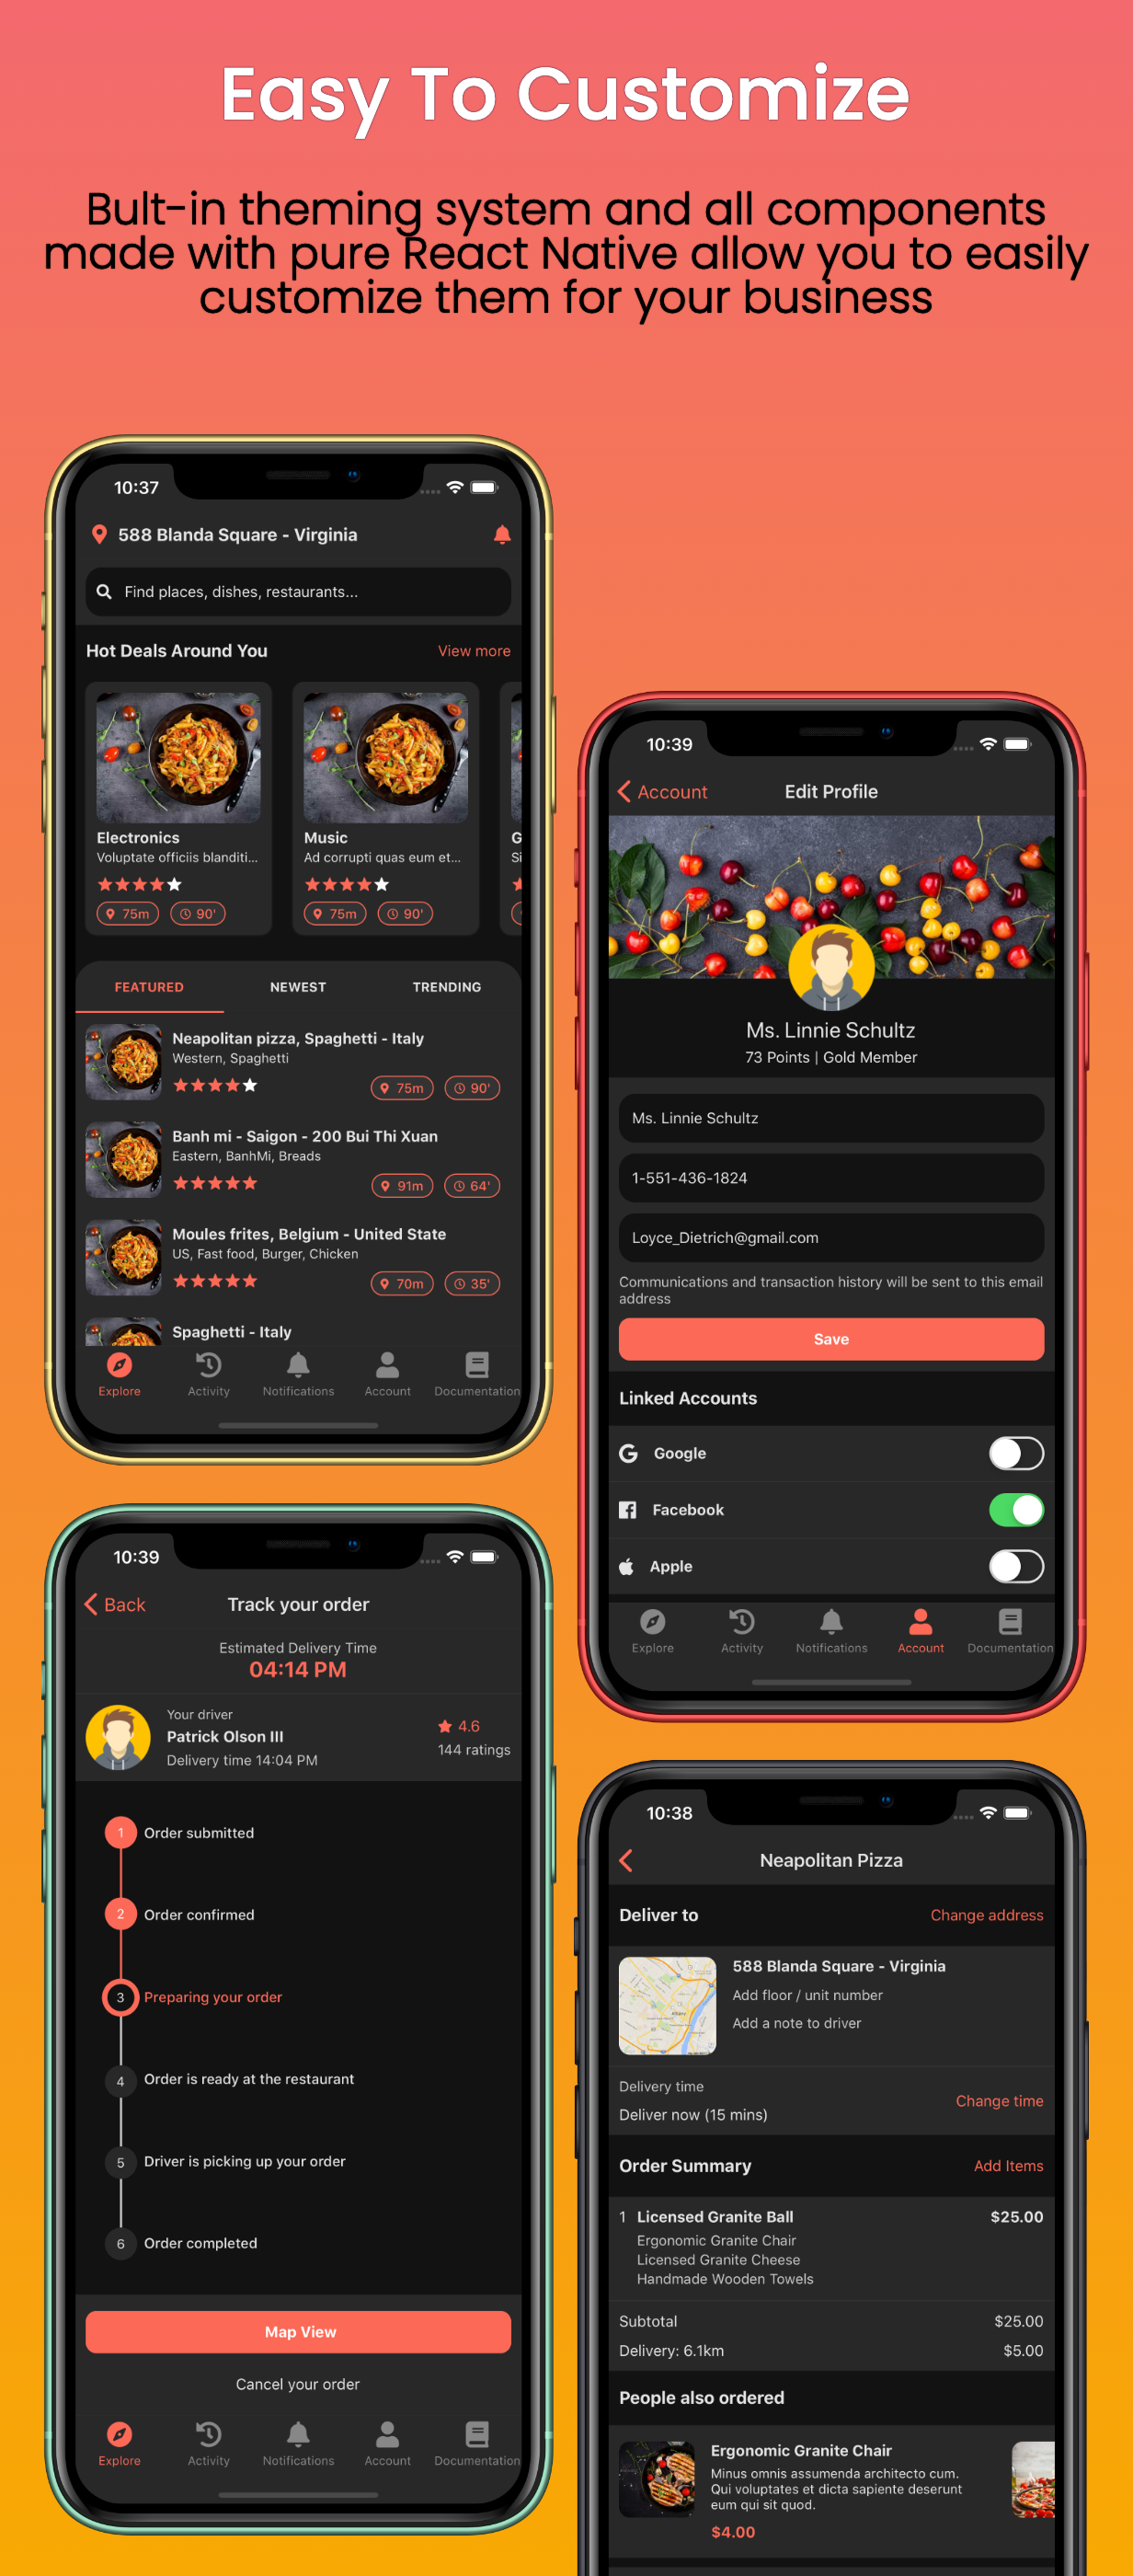 Easy To Customize
Bult-in theming system and all components
made with pure React Native allow you to easily
customize them for your business
10:37
588 Blanda Square - Virginia
Find places, dishes, restaurants...
Hot Deals Around You
View more
Electronics
Voluptate officiis blanditi...
75m
90'
Music
Ad corrupti quas eum et...
75m
90'
G
Si
FEATURED
NEWEST
TRENDING
Neapolitan pizza, Spaghetti - Italy
Western, Spaghetti
75m
90'
Banh mi - Saigon - 200 Bui Thi Xuan
Eastern, BanhMi, Breads
91m
64'
Moules frites, Belgium - United State
US, Fast food, Burger, Chicken
70m
35'
Spaghetti - Italy
Explore
Activity
Notifications
Account
Documentation
10:39
Account
Edit Profile
Ms. Linnie Schultz
73 Points | Gold Member
Ms. Linnie Schultz
1-551-436-1824
Loyce_Dietrich@gmail.com
Communications and transaction history will be sent to this email
address
Save
Linked Accounts
Google
Facebook
Apple
Explore
Activity
Notifications
Account
Documentation
10:39
Back
Track your order
Estimated Delivery Time
04:14 PM
Your driver
Patrick Olson III
Delivery time 14:04 PM
4.6
144 ratings
1 Order submitted
2 Order confirmed
3 Preparing your order
4 Order is ready at the restaurant
5 Driver is picking up your order
6 Order completed
Map View
Cancel your order
Explore
Activity
Notifications
Account
Documentation
10:38
Neapolitan Pizza
Deliver to
Change address
588 Blanda Square - Virginia
Add floor / unit number
Add a note to driver
Delivery time
Deliver now (15 mins)
Change time
Order Summary
Add Items
1 Licensed Granite Ball
$25.00
Ergonomic Granite Chair
Licensed Granite Cheese
Handmade Wooden Towels
Subtotal
$25.00
Delivery: 6.1km
$5.00
People also ordered
Ergonomic Granite Chair
Minus omnis assumenda architecto cum.
Qui voluptates et dicta sapiente deserunt
eum qui sit quod.
$4.00